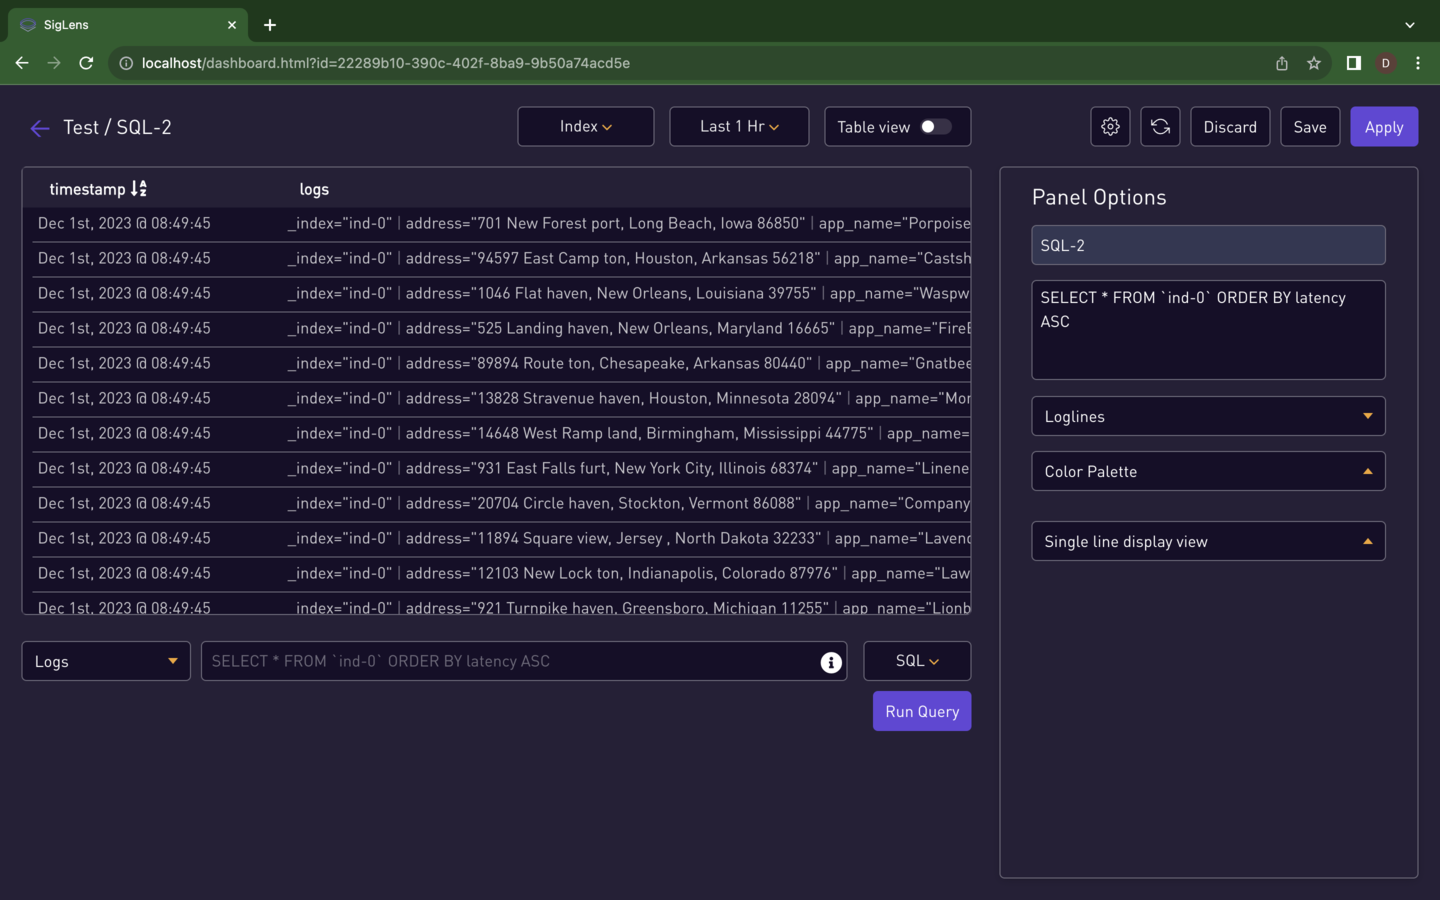 SigLens
localhost/dashboard.html?id=22289b10-390c-402f-8ba9-9b50a74acd5e
D
Test / SQL-2
Index
Last 1 Hr
Table view
Discard
Save
Apply
timestamp
logs
Dec 1st, 2023 @ 08:49:45 _index="ind-0" | address="701 New Forest port, Long Beach, Iowa 86850" | app_name="Porpoise
Dec 1st, 2023 @ 08:49:45 _index="ind-0" | address="94597 East Camp ton, Houston, Arkansas 56218" | app_name="Castsh
Dec 1st, 2023 @ 08:49:45 _index="ind-0" | address="1046 Flat haven, New Orleans, Louisiana 39755" | app_name="Waspw
Dec 1st, 2023 @ 08:49:45 _index="ind-0" | address="525 Landing haven, New Orleans, Maryland 16665" | app_name="FireB
Dec 1st, 2023 @ 08:49:45 _index="ind-0" | address="89894 Route ton, Chesapeake, Arkansas 80440" | app_name="Gnatbee
Dec 1st, 2023 @ 08:49:45 _index="ind-0" | address="13828 Stravenue haven, Houston, Minnesota 28094" | app_name="Mor
Dec 1st, 2023 @ 08:49:45 _index="ind-0" | address="14648 West Ramp land, Birmingham, Mississippi 44775" | app_name=
Dec 1st, 2023 @ 08:49:45 _index="ind-0" | address="931 East Falls furt, New York City, Illinois 68374" | app_name="Linene
Dec 1st, 2023 @ 08:49:45 _index="ind-0" | address="20704 Circle haven, Stockton, Vermont 86088" | app_name="Company
Dec 1st, 2023 @ 08:49:45 _index="ind-0" | address="11894 Square view, Jersey , North Dakota 32233" | app_name="Lavend
Dec 1st, 2023 @ 08:49:45 _index="ind-0" | address="12103 New Lock ton, Indianapolis, Colorado 87976" | app_name="Law
Dec 1st, 2023 @ 08:49:45 _index="ind-0" | address="921 Turnpike haven, Greensboro, Michigan 11255" | app_name="Lionb
Logs
SELECT * FROM `ind-0` ORDER BY latency ASC
SQL
Run Query
Panel Options
SQL-2
SELECT * FROM `ind-0` ORDER BY latency
ASC
Loglines
Color Palette
Single line display view